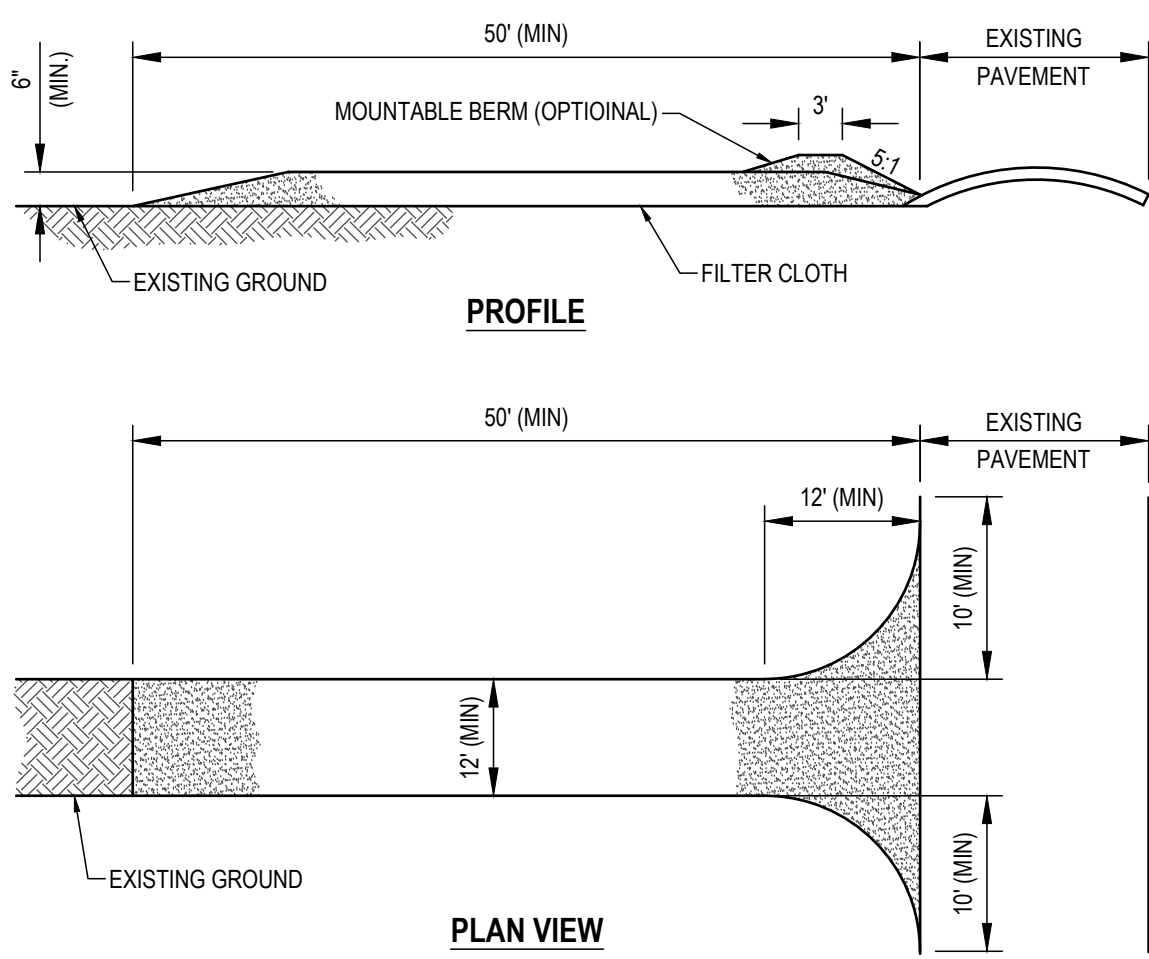 50' (MIN)
EXISTING
PAVEMENT
6"
(MIN.)
MOUNTABLE BERM (OPTIOINAL)
3'
5:1
EXISTING GROUND
FILTER CLOTH
PROFILE
50' (MIN)
EXISTING
PAVEMENT
12' (MIN)
10' (MIN)
12' (MIN)
10' (MIN)
EXISTING GROUND
PLAN VIEW